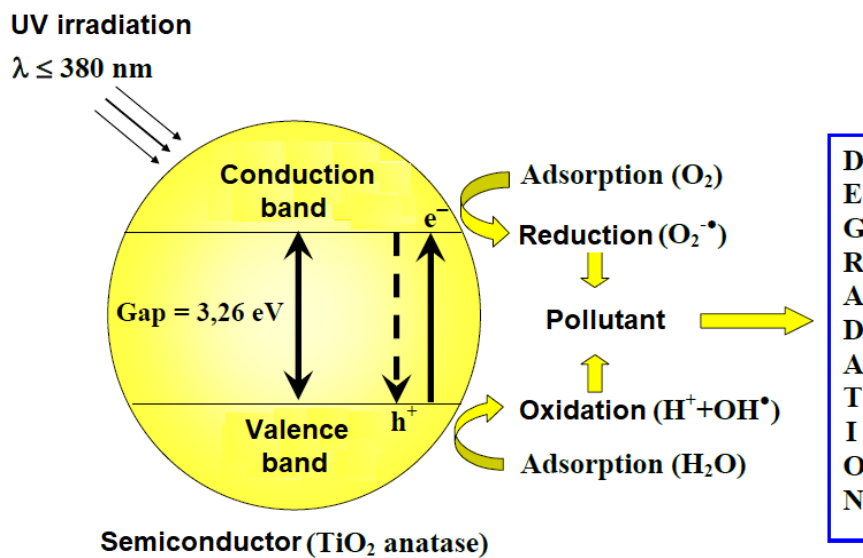 UV irradiation
λ ≤ 380 nm
Conduction
band
e⁻
Adsorption (O₂)
Reduction (O₂⁻•)
Gap = 3,26 eV
Pollutant
h⁺
Oxidation (H⁺+OH•)
Valence
band
Adsorption (H₂O)
Semiconductor (TiO₂ anatase)
D
E
G
R
A
D
A
T
I
O
N